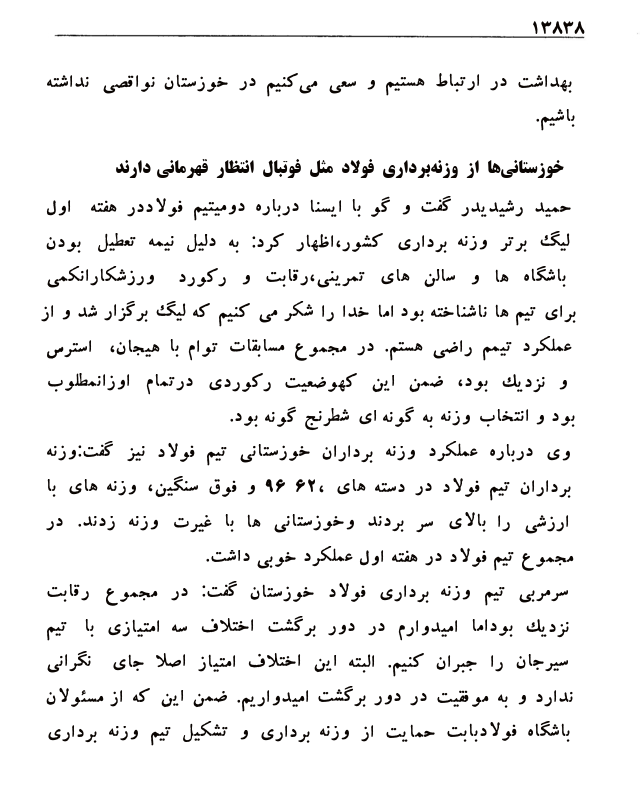 ۱۳۸۳۸
بهداشت در ارتباط هستیم و سعی می‌کنیم در خوزستان نواقصی نداشته
باشیم.
خوزستانی‌ها از وزنه‌برداری فولاد مثل فوتبال انتظار قهرمانی دارند
حمید رشیدیدر گفت و گو با ایسنا درباره دومیتیم فولاددر هفته اول
لیگ برتر وزنه برداری کشور،اظهار کرد: به دلیل نیمه تعطیل بودن
باشگاه ها و سالن های تمرینی،رقابت و رکورد ورزشکارانکمی
برای تیم ها ناشناخته بود اما خدا را شکر می کنیم که لیگ برگزار شد و از
عملکرد تیمم راضی هستم. در مجموع مسابقات توام با هیجان، استرس
و نزدیك بود، ضمن این کهوضعیت رکوردی درتمام اوزانمطلوب
بود و انتخاب وزنه به گونه ای شطرنج گونه بود.
وی درباره عملکرد وزنه برداران خوزستانی تیم فولاد نیز گفت:وزنه
برداران تیم فولاد در دسته های ،۶۲ ۹۶ و فوق سنگین، وزنه های با
ارزشی را بالای سر بردند وخوزستانی ها با غیرت وزنه زدند. در
مجموع تیم فولاد در هفته اول عملکرد خوبی داشت.
سرمربی تیم وزنه برداری فولاد خوزستان گفت: در مجموع رقابت
نزدیك بوداما امیدوارم در دور برگشت اختلاف سه امتیازی با تیم
سیرجان را جبران کنیم. البته این اختلاف امتیاز اصلا جای نگرانی
ندارد و به موفقیت در دور برگشت امیدواریم. ضمن این که از مسئولان
باشگاه فولادبابت حمایت از وزنه برداری و تشکیل تیم وزنه برداری